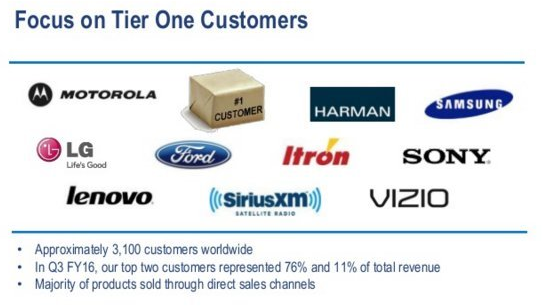 Focus on Tier One Customers
MOTOROLA
#1
CUSTOMER
HARMAN
SAMSUNG
LG
Life's Good
Ford
Itron
SONY
lenovo
SiriusXM
SATELLITE RADIO
VIZIO
• Approximately 3,100 customers worldwide
• In Q3 FY16, our top two customers represented 76% and 11% of total revenue
• Majority of products sold through direct sales channels